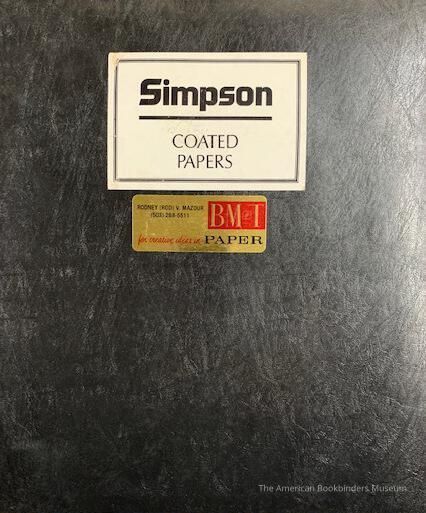 Simpson
COATED
PAPERS
RODNEY (ROD) V. MAZOUR
(503) 288-5511
BM&T
for creative ideas in PAPER
The American Bookbinders Museum